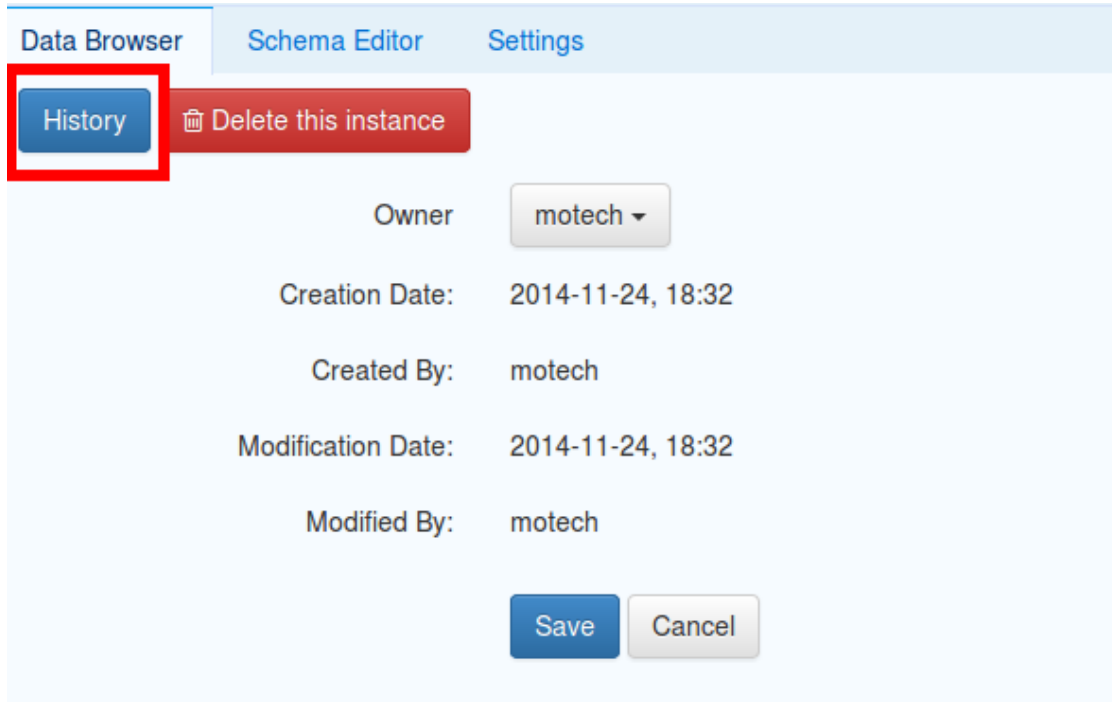 Data Browser Schema Editor Settings
History Delete this instance
Owner motech
Creation Date: 2014-11-24, 18:32
Created By: motech
Modification Date: 2014-11-24, 18:32
Modified By: motech
Save Cancel